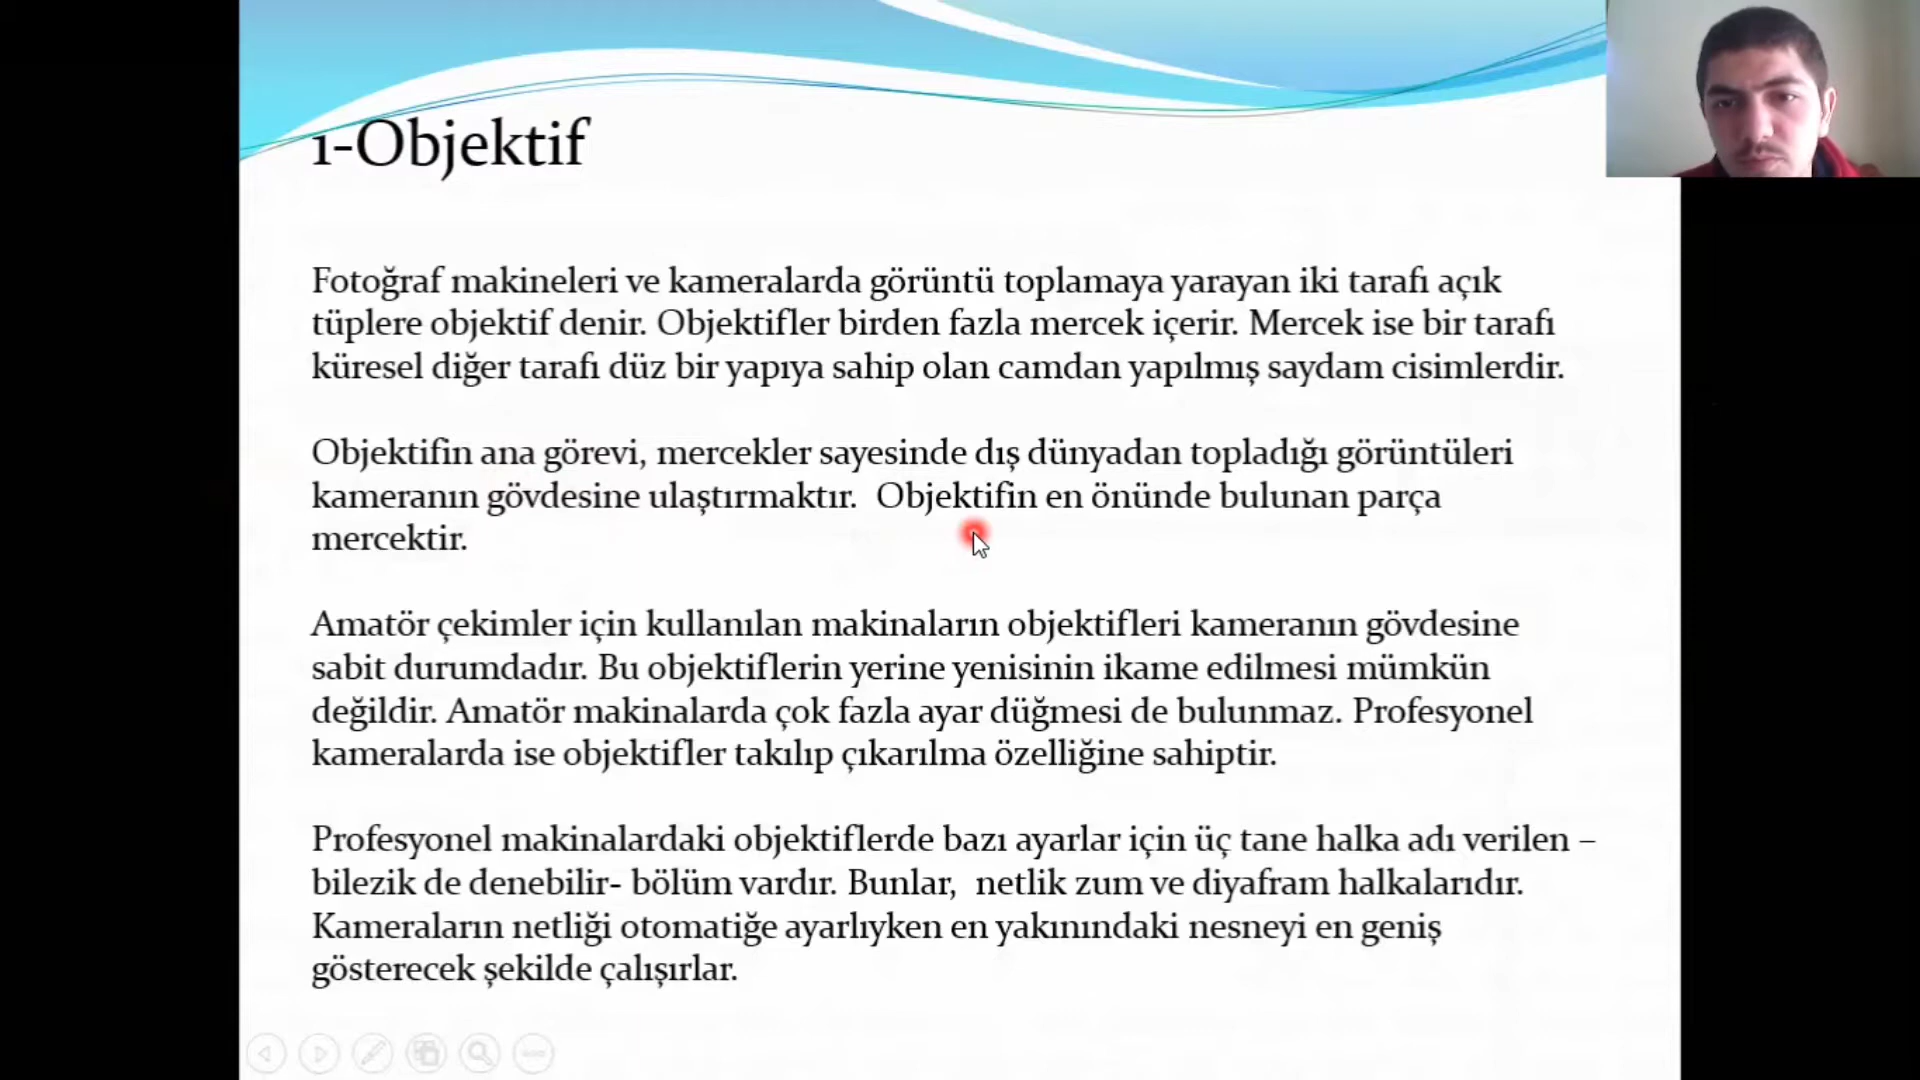 1-Objektif
Fotoğraf makineleri ve kameralarda görüntü toplamaya yarayan iki tarafı açık
tüplere objektif denir. Objektifler birden fazla mercek içerir. Mercek ise bir tarafı
küresel diğer tarafı düz bir yapıya sahip olan camdan yapılmış saydam cisimlerdir.
Objektifin ana görevi, mercekler sayesinde dış dünyadan topladığı görüntüleri
kameranın gövdesine ulaştırmaktır.  Objektifin en önünde bulunan parça
mercektir.
Amatör çekimler için kullanılan makinaların objektifleri kameranın gövdesine
sabit durumdadır. Bu objektiflerin yerine yenisinin ikame edilmesi mümkün
değildir. Amatör makinalarda çok fazla ayar düğmesi de bulunmaz. Profesyonel
kameralarda ise objektifler takılıp çıkarılma özelliğine sahiptir.
Profesyonel makinalardaki objektiflerde bazı ayarlar için üç tane halka adı verilen –
bilezik de denebilir- bölüm vardır. Bunlar,  netlik zum ve diyafram halkalarıdır.
Kameraların netliği otomatiğe ayarlıyken en yakınındaki nesneyi en geniş
gösterecek şekilde çalışırlar.